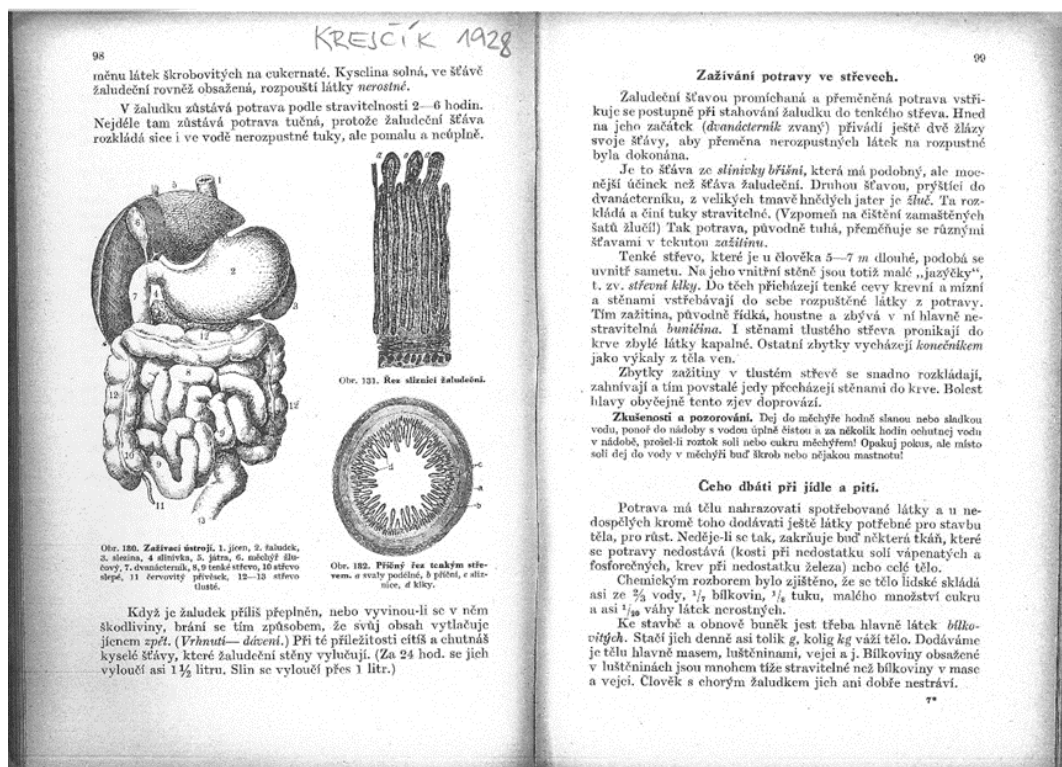 KREJČÍK 1928
98
měnu látek škrobovitých na cukernaté. Kyselina solná, ve šťávě
žaludeční rovněž obsažená, rozpouští látky nerostné.
V žaludku zůstává potrava podle stravitelnosti 2—6 hodin.
Nejdéle tam zůstává potrava tučná, protože žaludeční šťáva
rozkládá sice i ve vodě nerozpustné tuky, ale pomalu a neúplně.
Obr. 131. Řez sliznicí žaludeční.
Obr. 130. Zažívací ústrojí. 1. jícen, 2. žaludek,
3. slezina, 4 slinivka, 5. játra, 6. měchýř žlu-
čový, 7. dvanácterník, 8, 9 tenké střevo, 10 střevo
slepé, 11 červovitý přívěsek, 12—13 střevo
tlusté.
Obr. 132. Příčný řez tenkým stře-
vem. a svaly podélné, b příční, c sliz-
nice, d klky.
Když je žaludek příliš přeplněn, nebo vyvinou-li se v něm
škodliviny, brání se tím způsobem, že svůj obsah vytlačuje
jícnem zpět. (Vrhnutí— dávení.) Při té příležitosti cítíš a chutnáš
kyselé šťávy, které žaludeční stěny vylučují. (Za 24 hod. se jich
vyloučí asi 1½ litru. Slin se vyloučí přes 1 litr.)
99
Zažívání potravy ve střevech.
Žaludeční šťavou promíchaná a přeměněná potrava vstři-
kuje se postupně při stahování žaludku do tenkého střeva. Hned
na jeho začátek (dvanácterník zvaný) přivádí ještě dvě žlázy
svoje šťávy, aby přeměna nerozpustných látek na rozpustné
byla dokonána.
Je to šťáva ze slinivky břišní, která má podobný, ale moc-
nější účinek než šťáva žaludeční. Druhou šťavou, prýštící do
dvanácterníku, z velikých tmavě hnědých jater je žluč. Ta roz-
kládá a činí tuky stravitelné. (Vzpomeň na čištění zamaštěných
šatů žlučí!) Tak potrava, původně tuhá, přeměňuje se různými
šťavami v tekutou zažitinu.
Tenké střevo, které je u člověka 5—7 m dlouhé, podobá se
uvnitř sametu. Na jeho vnitřní stěně jsou totiž malé „jazýčky“,
t. zv. střevní klky. Do těch přicházejí tenké cevy krevní a mízní
a stěnami vstřebávají do sebe rozpuštěné látky z potravy.
Tím zažitina, původně řídká, houstne a zbývá v ní hlavně ne-
stravitelná buničina. I stěnami tlustého střeva pronikají do
krve zbylé látky kapalné. Ostatní zbytky vycházejí konečníkem
jako výkaly z těla ven.
Zbytky zažitiny v tlustém střevě se snadno rozkládají,
zahnívají a tím povstalé jedy přecházejí stěnami do krve. Bolest
hlavy obyčejně tento zjev doprovází.
Zkušenosti a pozorování. Dej do měchýře hodně slanou nebo sladkou
vodu, ponoř do nádoby s vodou úplně čistou a za několik hodin ochutnej vodu
v nádobě, prošel-li roztok soli nebo cukru měchýřem! Opakuj pokus, ale místo
soli dej do vody v měchýři buď škrob nebo nějakou mastnotu!
Čeho dbáti při jídle a pití.
Potrava má tělu nahrazovati spotřebované látky a u ne-
dospělých kromě toho dodávati ještě látky potřebné pro stavbu
těla, pro růst. Neděje-li se tak, zakrňuje buď některá tkáň, které
se potravy nedostává (kosti při nedostatku solí vápenatých a
fosforečných, krev při nedostatku železa) nebo celé tělo.
Chemickým rozborem bylo zjištěno, že se tělo lidské skládá
asi ze ⅔ vody, ¹/₇ bílkovin, ¹/₈ tuku, malého množství cukru
a asi ¹/₂₀ váhy látek nerostných.
Ke stavbě a obnově buněk jest třeba hlavně látek bílko-
vitých. Stačí jich denně asi tolik g, kolig kg váží tělo. Dodáváme
je tělu hlavně masem, luštěninami, vejci a j. Bílkoviny obsažené
v luštěninách jsou mnohem tíže stravitelné než bílkoviny v mase
a vejci. Člověk s chorým žaludkem jich ani dobře nestráví.
7*